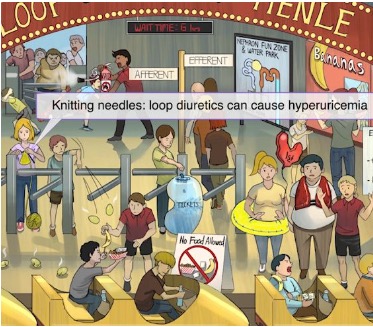 LOOP
HENLE
WAIT TIME: 6 hrs
AFFERENT
EFFERENT
NEPHRON FUN ZONE
& WATER PARK
Bananas
Knitting needles: loop diuretics can cause hyperuricemia
TICKETS
No Food Allowed